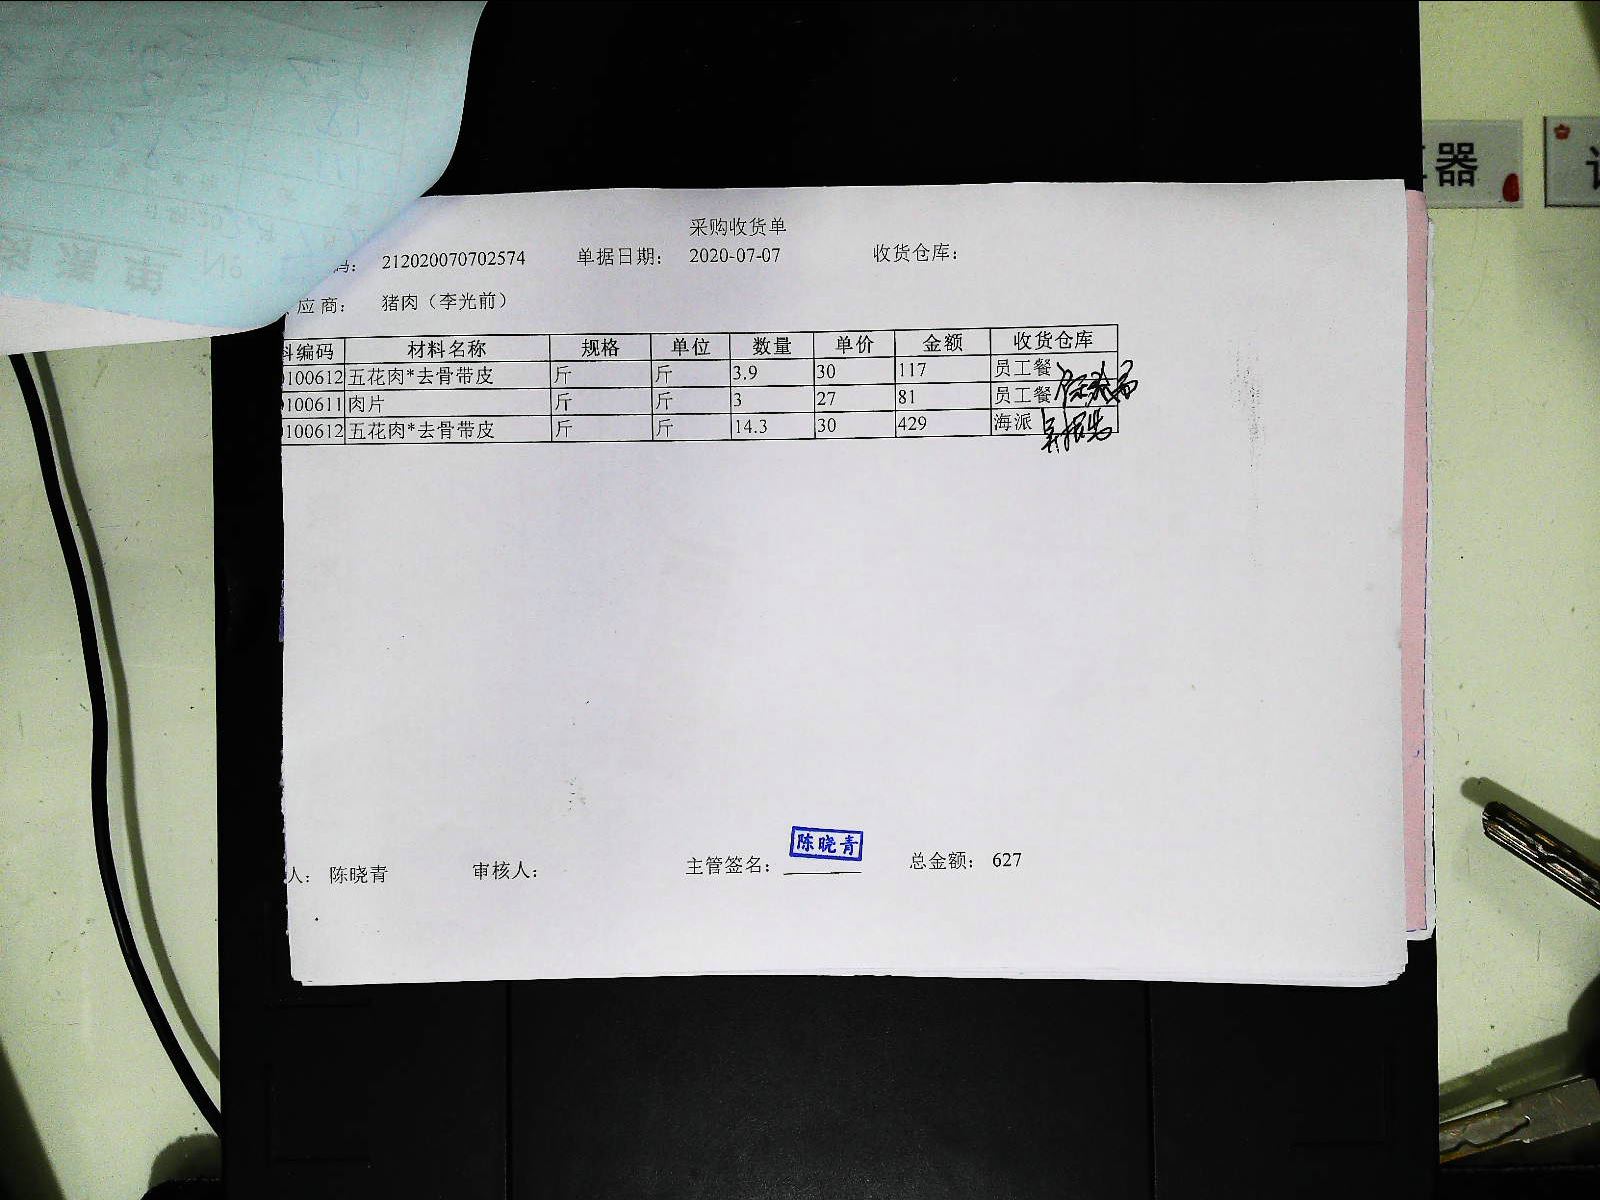 采购收货单
码： 212020070702574 单据日期： 2020-07-07 收货仓库：
应商： 猪肉（李光前）
料编码 材料名称 规格 单位 数量 单价 金额 收货仓库
0100612 五花肉*去骨带皮 斤 斤 3.9 30 117 员工餐
0100611 肉片 斤 斤 3 27 81 员工餐
0100612 五花肉*去骨带皮 斤 斤 14.3 30 429 海派
人： 陈晓青 审核人： 主管签名： 陈晓青 总金额： 627
器